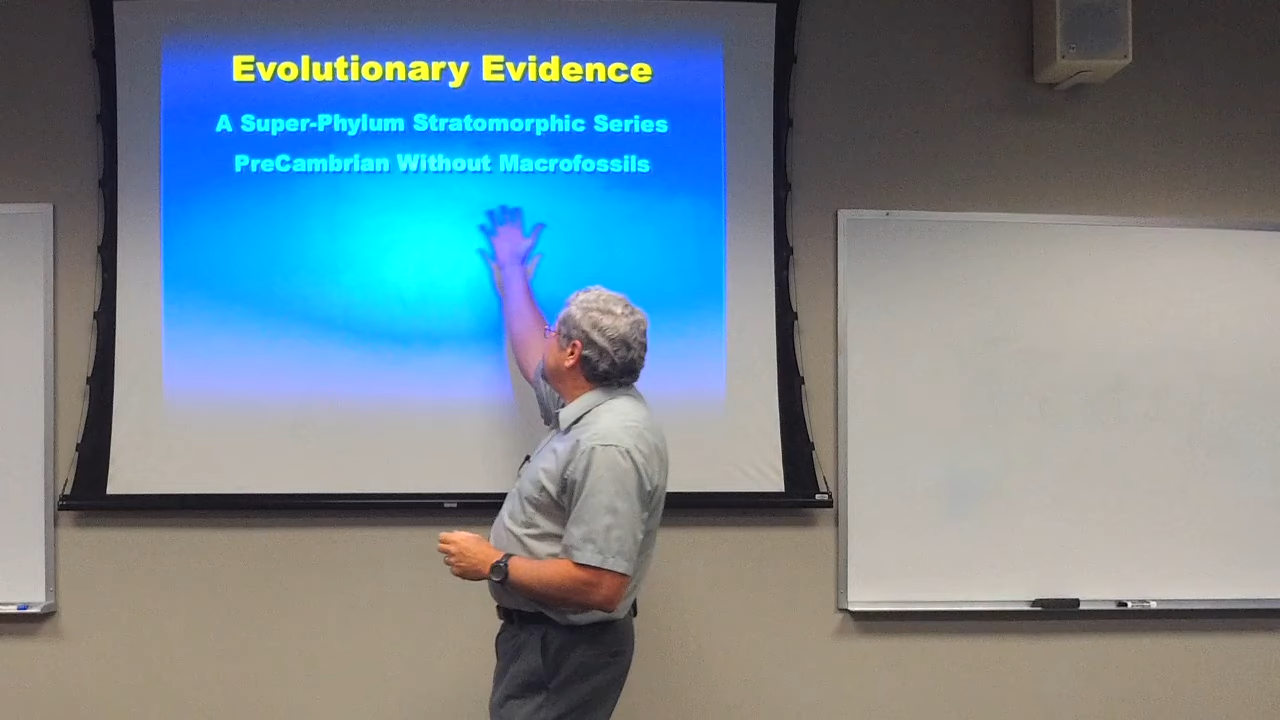 Evolutionary Evidence
A Super-Phylum Stratomorphic Series
PreCambrian Without Macrofossils